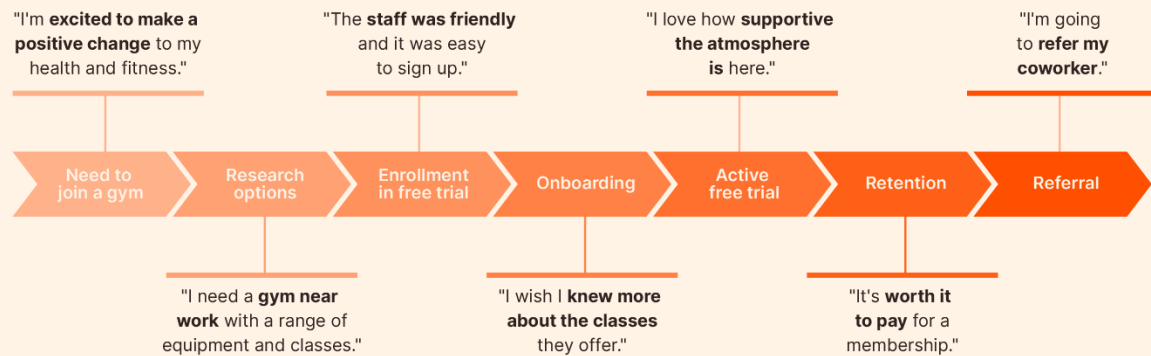 "I'm excited to make a
positive change to my
health and fitness."
"The staff was friendly
and it was easy
to sign up."
"I love how supportive
the atmosphere
is here."
"I'm going
to refer my
coworker."
Need to
join a gym
Research
options
Enrollment
in free trial
Onboarding
Active
free trial
Retention
Referral
"I need a gym near
work with a range of
equipment and classes."
"I wish I knew more
about the classes
they offer."
"It's worth it
to pay for a
membership."